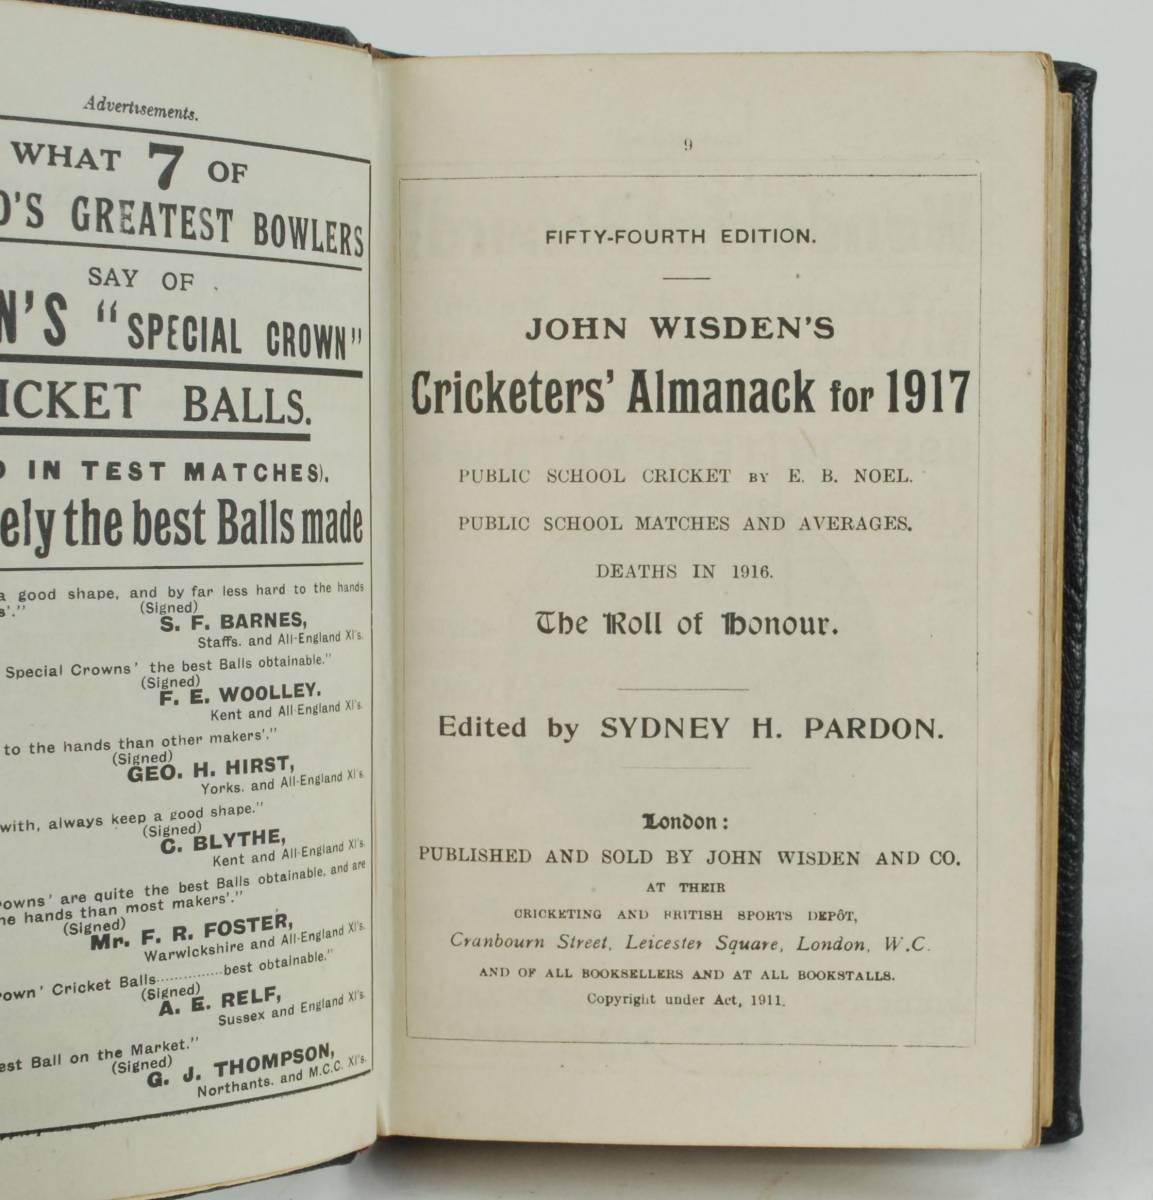 Advertisements.
WHAT 7 OF
D'S GREATEST BOWLERS
SAY OF
N'S "SPECIAL CROWN"
ICKET BALLS.
D IN TEST MATCHES).
ely the best Balls made
a good shape, and by far less hard to the hands
s'."
(Signed)
S. F. BARNES,
Staffs. and All-England XI's.
Special Crowns' the best Balls obtainable."
(Signed)
F. E. WOOLLEY.
Kent and All-England XI's.
to the hands than other makers'."
(Signed)
GEO. H. HIRST,
Yorks. and All-England XI's.
with, always keep a good shape."
(Signed)
C. BLYTHE,
Kent and All-England XI's.
rowns' are quite the best Balls obtainable, and are
he hands than most makers'."
(Signed)
Mr. F. R. FOSTER,
Warwickshire and All-England XI's.
own' Cricket Balls..............best obtainable."
(Signed)
A. E. RELF,
Sussex and England XI's.
est Ball on the Market."
(Signed)
G. J. THOMPSON,
Northants. and M.C.C. XI's.
9
FIFTY-FOURTH EDITION.
JOHN WISDEN'S
Cricketers' Almanack for 1917
PUBLIC SCHOOL CRICKET BY E. B. NOEL.
PUBLIC SCHOOL MATCHES AND AVERAGES.
DEATHS IN 1916.
The Roll of Honour.
Edited by SYDNEY H. PARDON.
London:
PUBLISHED AND SOLD BY JOHN WISDEN AND CO.
AT THEIR
CRICKETING AND BRITISH SPORTS DEPÔT,
Cranbourn Street, Leicester Square, London, W.C.
AND OF ALL BOOKSELLERS AND AT ALL BOOKSTALLS.
Copyright under Act, 1911.